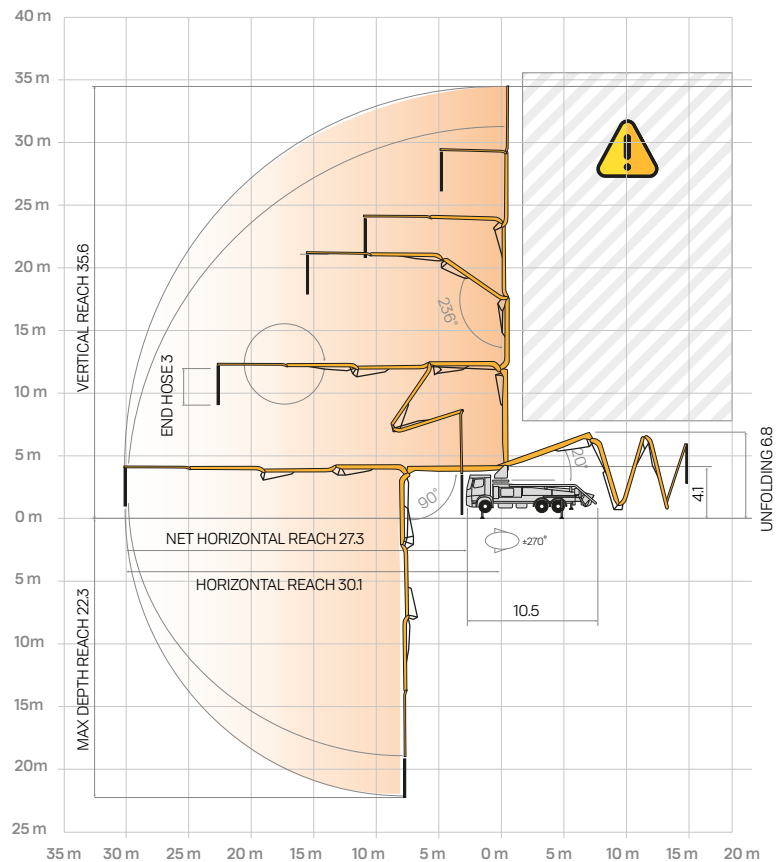 40 m
35 m
30 m
25 m
20 m
15 m
10 m
5 m
0 m
5 m
10 m
15 m
20m
25 m
35 m
30 m
25 m
20 m
15 m
10 m
5 m
0 m
5 m
10 m
15 m
20 m
VERTICAL REACH 35.6
END HOSE 3
236°
90°
20°
4.1
UNFOLDING 6.8
NET HORIZONTAL REACH 27.3
±270°
HORIZONTAL REACH 30.1
10.5
MAX DEPTH REACH 22.3